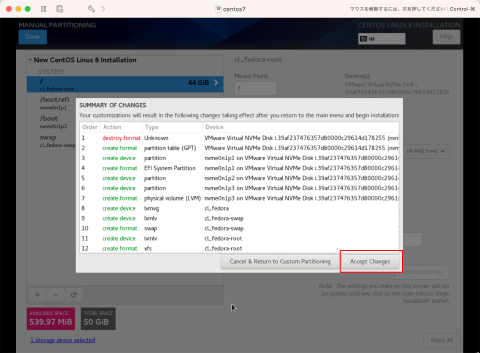 centos7
マウスを解除するには、次を押してください: Control-⌘
MANUAL PARTITIONING
CENTOS LINUX 8 INSTALLATION
Done
us
Help!
New CentOS Linux 8 Installation
SYSTEM
/
cl_fedora-root
44 GiB
/boot/efi
nvme0n1p1
/boot
nvme0n1p2
swap
cl_fedora-swap
cl_fedora-root
Mount Point:
/
Device(s):
VMware Virtual NVMe Disk
i.39af237476357d80000c2961d4d1825
SUMMARY OF CHANGES
Your customizations will result in the following changes taking effect after you return to the main menu and begin installation:
Order Action Type Device
1 destroy format Unknown VMware Virtual NVMe Disk i.39af237476357d80000c29614d178255 (nvm
2 create format partition table (GPT) VMware Virtual NVMe Disk i.39af237476357d80000c29614d178255 (nvm
3 create device partition nvme0n1p1 on VMware Virtual NVMe Disk i.39af237476357d80000c2961
4 create format EFI System Partition nvme0n1p1 on VMware Virtual NVMe Disk i.39af237476357d80000c2961
5 create device partition nvme0n1p2 on VMware Virtual NVMe Disk i.39af237476357d80000c2961
6 create device partition nvme0n1p3 on VMware Virtual NVMe Disk i.39af237476357d80000c2961
7 create format physical volume (LVM) nvme0n1p3 on VMware Virtual NVMe Disk i.39af237476357d80000c2961
8 create device lvmvg cl_fedora
9 create device lvmlv cl_fedora-swap
10 create format swap cl_fedora-swap
11 create device lvmlv cl_fedora-root
12 create format xfs cl_fedora-root
(4 MiB free)
Cancel & Return to Custom Partitioning
Accept Changes
Update Settings
Note: The settings you make on this screen will not
be applied until you click on the main menu's 'Begin
Installation' button.
AVAILABLE SPACE
539.97 MiB
TOTAL SPACE
50 GiB
1 storage device selected
Reset All